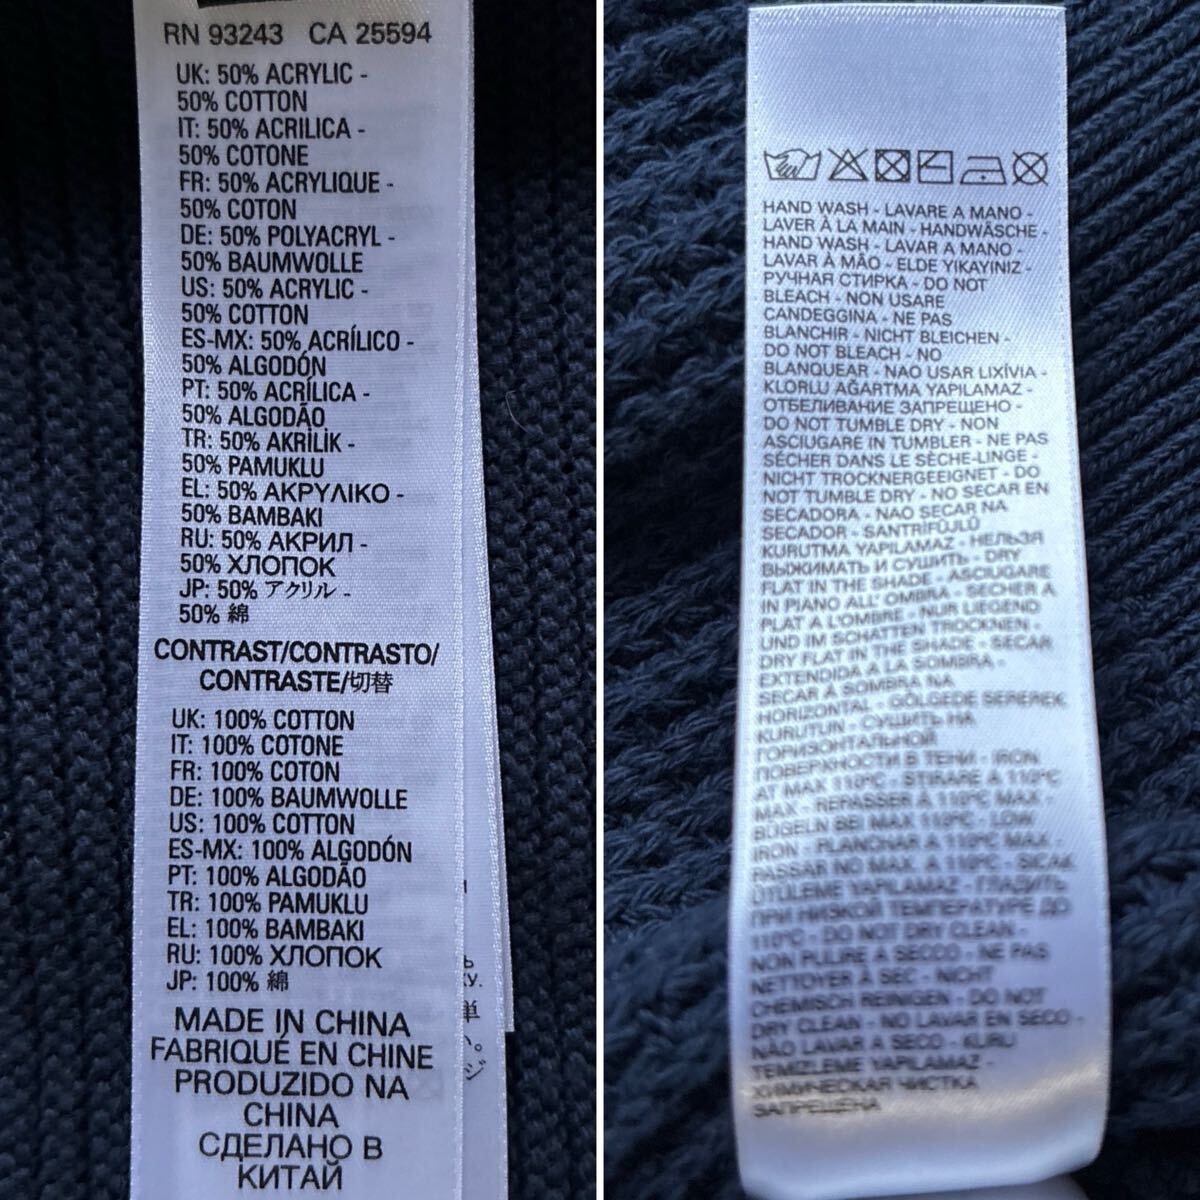 RN 93243 CA 25594
UK: 50% ACRYLIC -
50% COTTON
IT: 50% ACRILICA -
50% COTONE
FR: 50% ACRYLIQUE -
50% COTON
DE: 50% POLYACRYL -
50% BAUMWOLLE
US: 50% ACRYLIC -
50% COTTON
ES-MX: 50% ACRÍLICO -
50% ALGODÓN
PT: 50% ACRÍLICA -
50% ALGODÃO
TR: 50% AKRİLİK -
50% PAMUKLU
EL: 50% ΑΚΡΥΛΙΚΟ -
50% ΒΑΜΒΑΚΙ
RU: 50% АКРИЛ -
50% ХЛОПОК
JP: 50% アクリル -
50% 綿
CONTRAST/CONTRASTO/
CONTRASTE/切替
UK: 100% COTTON
IT: 100% COTONE
FR: 100% COTON
DE: 100% BAUMWOLLE
US: 100% COTTON
ES-MX: 100% ALGODÓN
PT: 100% ALGODÃO
TR: 100% PAMUKLU
EL: 100% ΒΑΜΒΑΚΙ
RU: 100% ХЛОПОК
JP: 100% 綿
MADE IN CHINA
FABRIQUÉ EN CHINE
PRODUZIDO NA
CHINA
СДЕЛАНО В
КИТАЙ
HAND WASH - LAVARE A MANO -
LAVER À LA MAIN - HANDWÄSCHE -
HAND WASH - LAVAR A MANO -
LAVAR À MÃO - ELDE YIKAYINIZ -
РУЧНАЯ СТИРКА - DO NOT
BLEACH - NON USARE
CANDEGGINA - NE PAS
BLANCHIR - NICHT BLEICHEN -
DO NOT BLEACH - NO
BLANQUEAR - NAO USAR LIXÍVIA -
KLORLU AĞARTMA YAPILAMAZ -
ОТБЕЛИВАНИЕ ЗАПРЕЩЕНО -
DO NOT TUMBLE DRY - NON
ASCIUGARE IN TUMBLER - NE PAS
SÉCHER DANS LE SÈCHE-LINGE -
NICHT TROCKNERGEEIGNET - DO
NOT TUMBLE DRY - NO SECAR EN
SECADORA - NAO SECAR NA
SECADOR - SANTRİFÜJLÜ
KURUTMA YAPILAMAZ - НЕЛЬЗЯ
ВЫЖИМАТЬ И СУШИТЬ - DRY
FLAT IN THE SHADE - ASCIUGARE
IN PIANO ALL' OMBRA - SÉCHER A
PLAT A L'OMBRE - NUR LIEGEND
UND IM SCHATTEN TROCKNEN -
DRY FLAT IN THE SHADE - SECAR
EXTENDIDA A LA SOMBRA -
SECAR À SOMBRA NA
HORIZONTAL - GÖLGEDE SEREREK
KURUTUN - СУШИТЬ НА
ГОРИЗОНТАЛЬНОЙ
ПОВЕРХНОСТИ В ТЕНИ - IRON
AT MAX 110°C - STIRARE A 110°C
MAX - REPASSER À 110°C MAX -
BÜGELN BEI MAX 110°C - LOW
IRON - PLANCHAR A 110°C MAX -
PASSAR NO MAX. A 110°C - SICAK
ÜTÜLEME YAPILAMAZ - ГЛАДИТЬ
ПРИ НИЗКОЙ ТЕМПЕРАТУРЕ ДО
110°C - DO NOT DRY CLEAN -
NON PULIRE A SECCO - NE PAS
NETTOYER À SEC - NICHT
CHEMISCH REINIGEN - DO NOT
DRY CLEAN - NO LAVAR EN SECO -
NÃO LAVAR A SECO - KURU
TEMIZLEME YAPILAMAZ -
ХИМИЧЕСКАЯ ЧИСТКА
ЗАПРЕЩЕНА